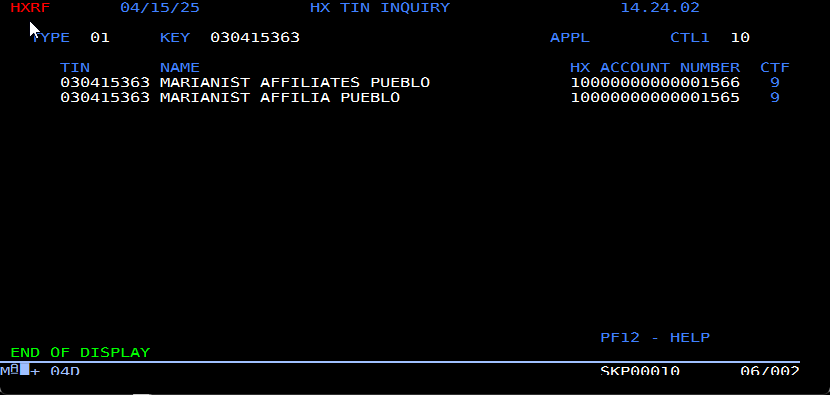 HXRF 04/15/25 HX TIN INQUIRY 14.24.02
TYPE 01 KEY 030415363 APPL CTL1 10
TIN NAME HX ACCOUNT NUMBER CTF
030415363 MARIANIST AFFILIATES PUEBLO 10000000000001566 9
030415363 MARIANIST AFFILIA PUEBLO 10000000000001565 9
PF12 - HELP
END OF DISPLAY
+ 04D SKP00010 06/002